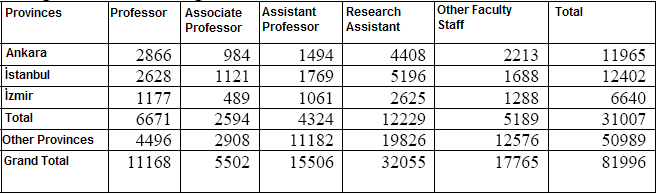 Provinces Professor Associate Professor Assistant Professor Research Assistant Other Faculty Staff Total
Ankara 2866 984 1494 4408 2213 11965
İstanbul 2628 1121 1769 5196 1688 12402
İzmir 1177 489 1061 2625 1288 6640
Total 6671 2594 4324 12229 5189 31007
Other Provinces 4496 2908 11182 19826 12576 50989
Grand Total 11168 5502 15506 32055 17765 81996